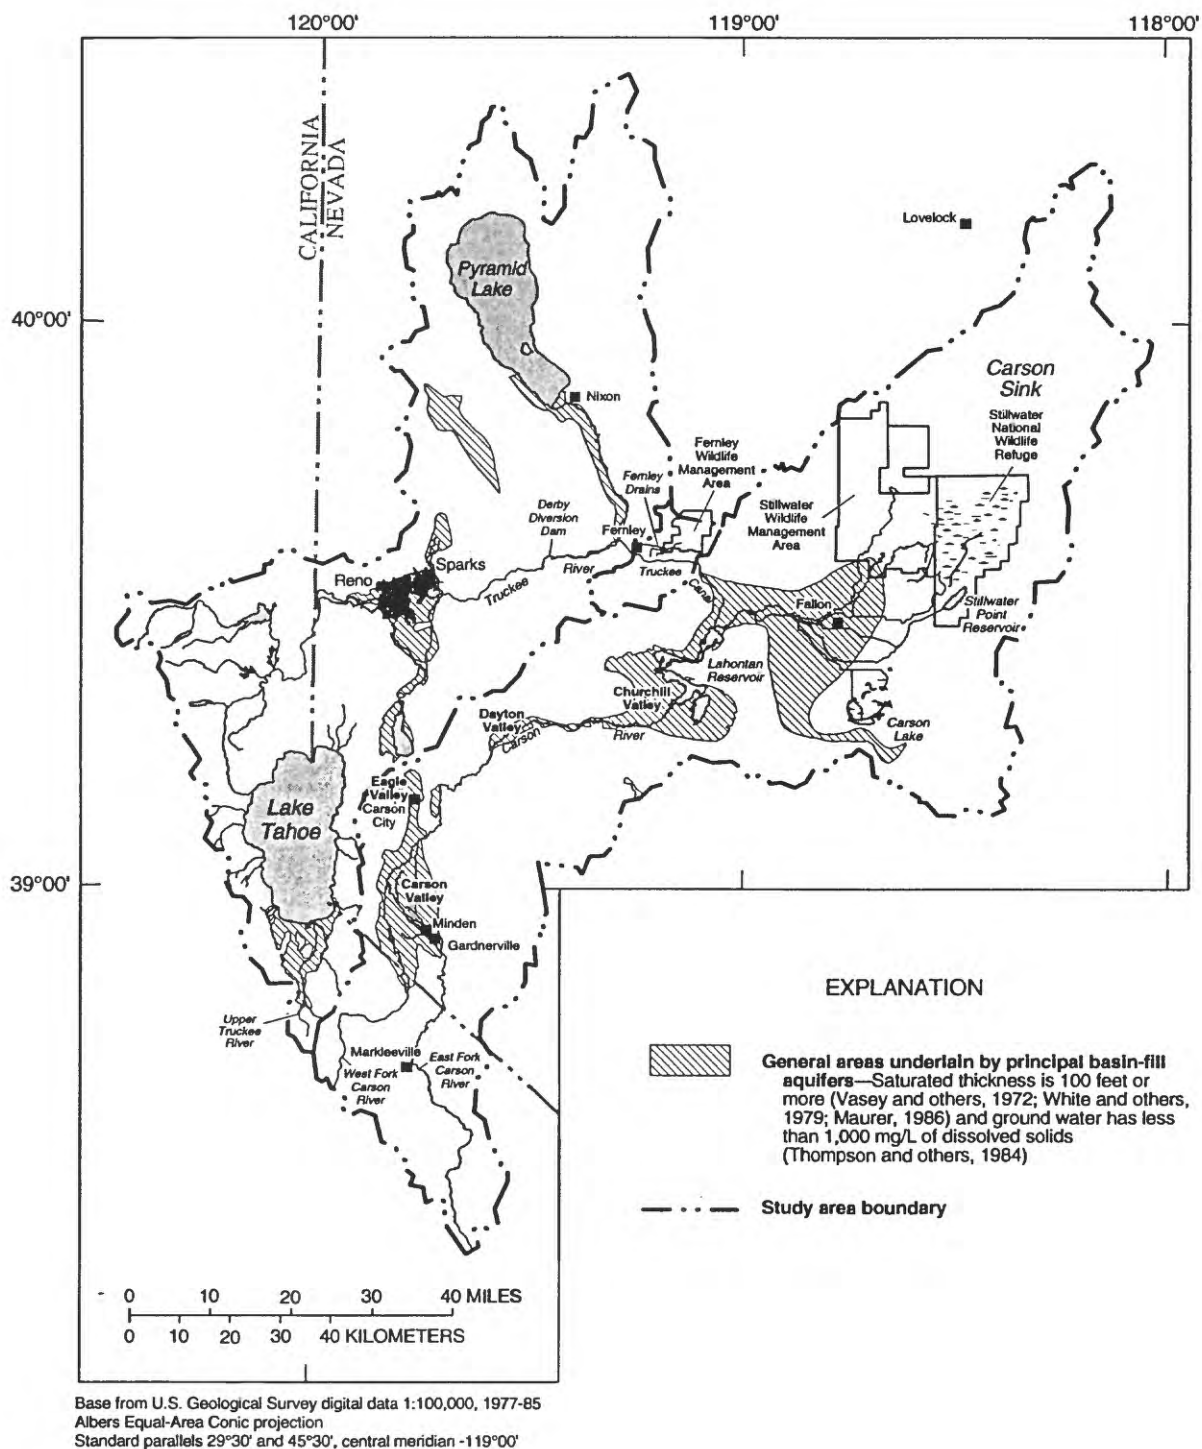 120°00'
119°00'
118°00'
CALIFORNIA
NEVADA
Lovelock
Pyramid
Lake
40°00'
Carson
Sink
Stillwater
National
Wildlife
Refuge
Nixon
Fernley
Wildlife
Management
Area
Fernley
Drains
Stillwater
Wildlife
Management
Area
Derby
Diversion
Dam
Fernley
Sparks
Reno
Truckee
River
Truckee
Canal
Fallon
Stillwater
Point
Reservoir
Lahontan
Reservoir
Churchill
Valley
Dayton
Valley
Carson
River
Carson
Lake
Eagle
Valley
Carson
City
Lake
Tahoe
39°00'
Carson
Valley
Minden
Gardnerville
Upper
Truckee
River
Markleeville
West Fork
Carson
River
East Fork
Carson
River
EXPLANATION
General areas underlain by principal basin-fill
aquifers—Saturated thickness is 100 feet or
more (Vasey and others, 1972; White and others,
1979; Maurer, 1986) and ground water has less
than 1,000 mg/L of dissolved solids
(Thompson and others, 1984)
Study area boundary
0 10 20 30 40 MILES
0 10 20 30 40 KILOMETERS
Base from U.S. Geological Survey digital data 1:100,000, 1977-85
Albers Equal-Area Conic projection
Standard parallels 29°30' and 45°30', central meridian -119°00'